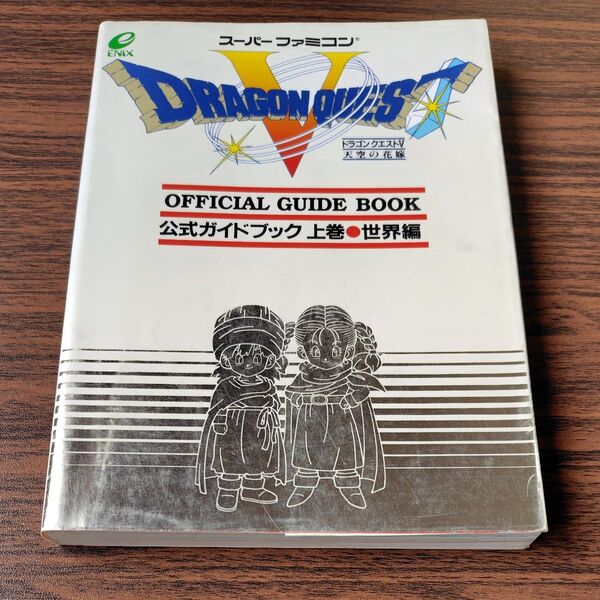 ENIX
スーパーファミコン®
DRAGON QUEST
V
ドラゴンクエストV
天空の花嫁
OFFICIAL GUIDE BOOK
公式ガイドブック 上巻●世界編